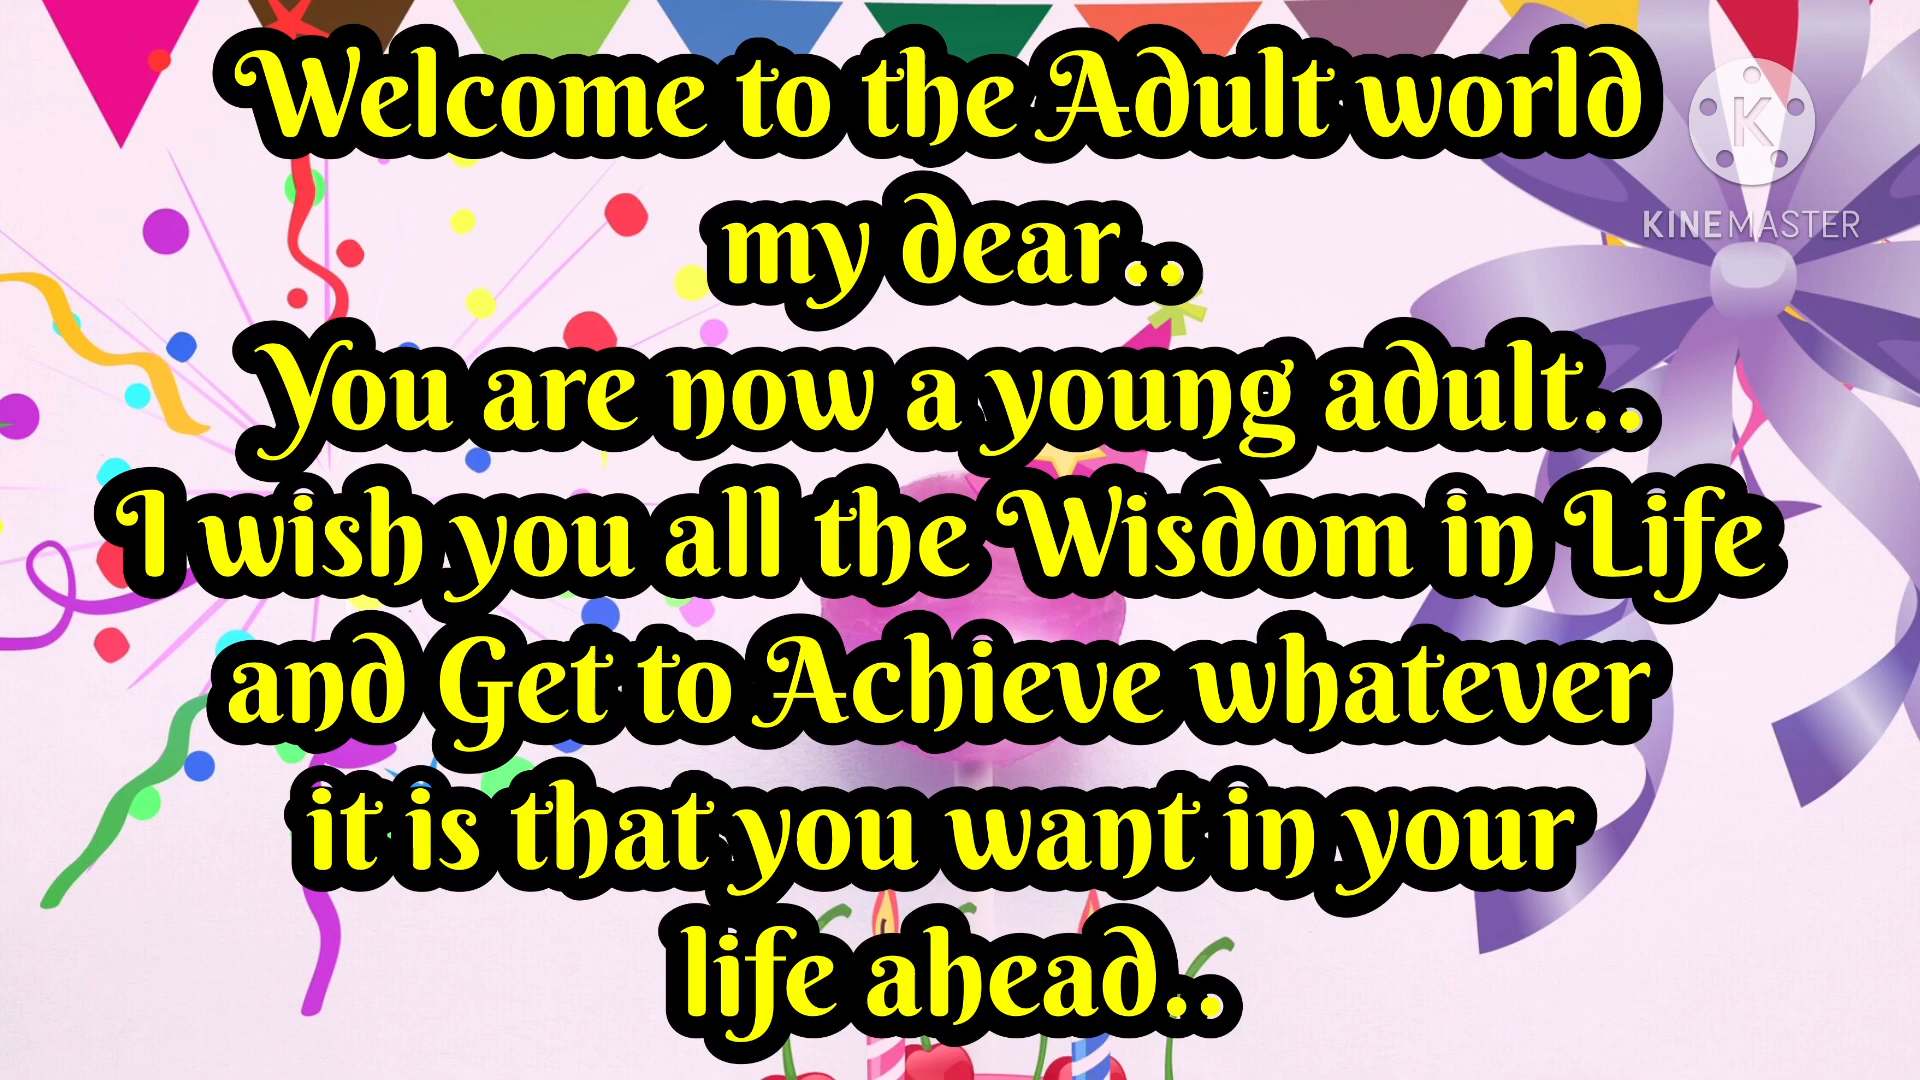 Welcome to the Adult world
my dear..
You are now a young adult..
I wish you all the Wisdom in Life
and Get to Achieve whatever
it is that you want in your
life ahead..
K
KINEMASTER